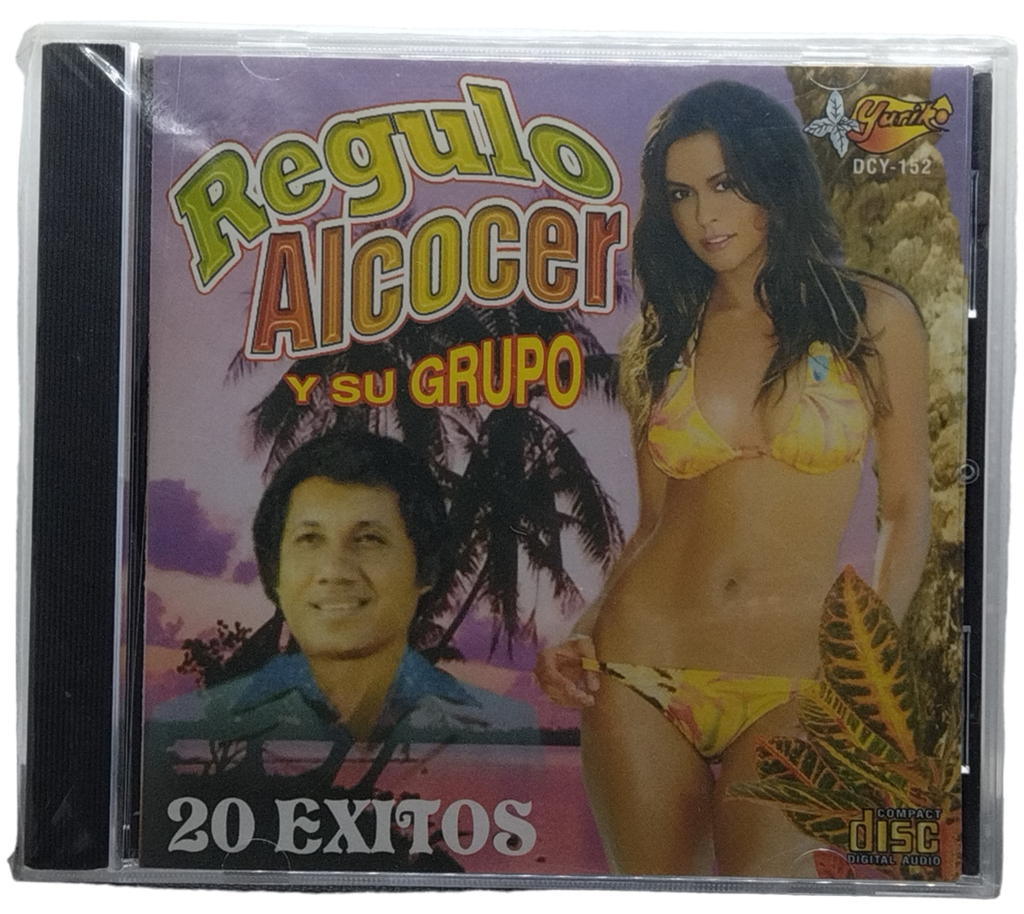 Regulo
Alcocer
Y SU GRUPO
Yuriko
DCY-152
20 EXITOS
COMPACT
disc
DIGITAL AUDIO